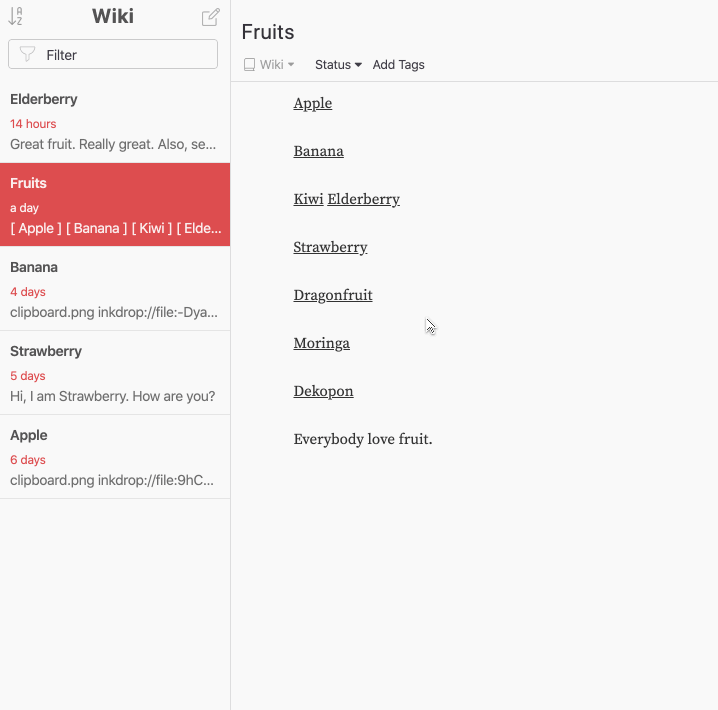 A
Z
Wiki
Filter
Elderberry
14 hours
Great fruit. Really great. Also, se...
Fruits
a day
[ Apple ] [ Banana ] [ Kiwi ] [ Elde...
Banana
4 days
clipboard.png inkdrop://file:-Dya...
Strawberry
5 days
Hi, I am Strawberry. How are you?
Apple
6 days
clipboard.png inkdrop://file:9hC...
Fruits
Wiki Status Add Tags
Apple
Banana
Kiwi Elderberry
Strawberry
Dragonfruit
Moringa
Dekopon
Everybody love fruit.